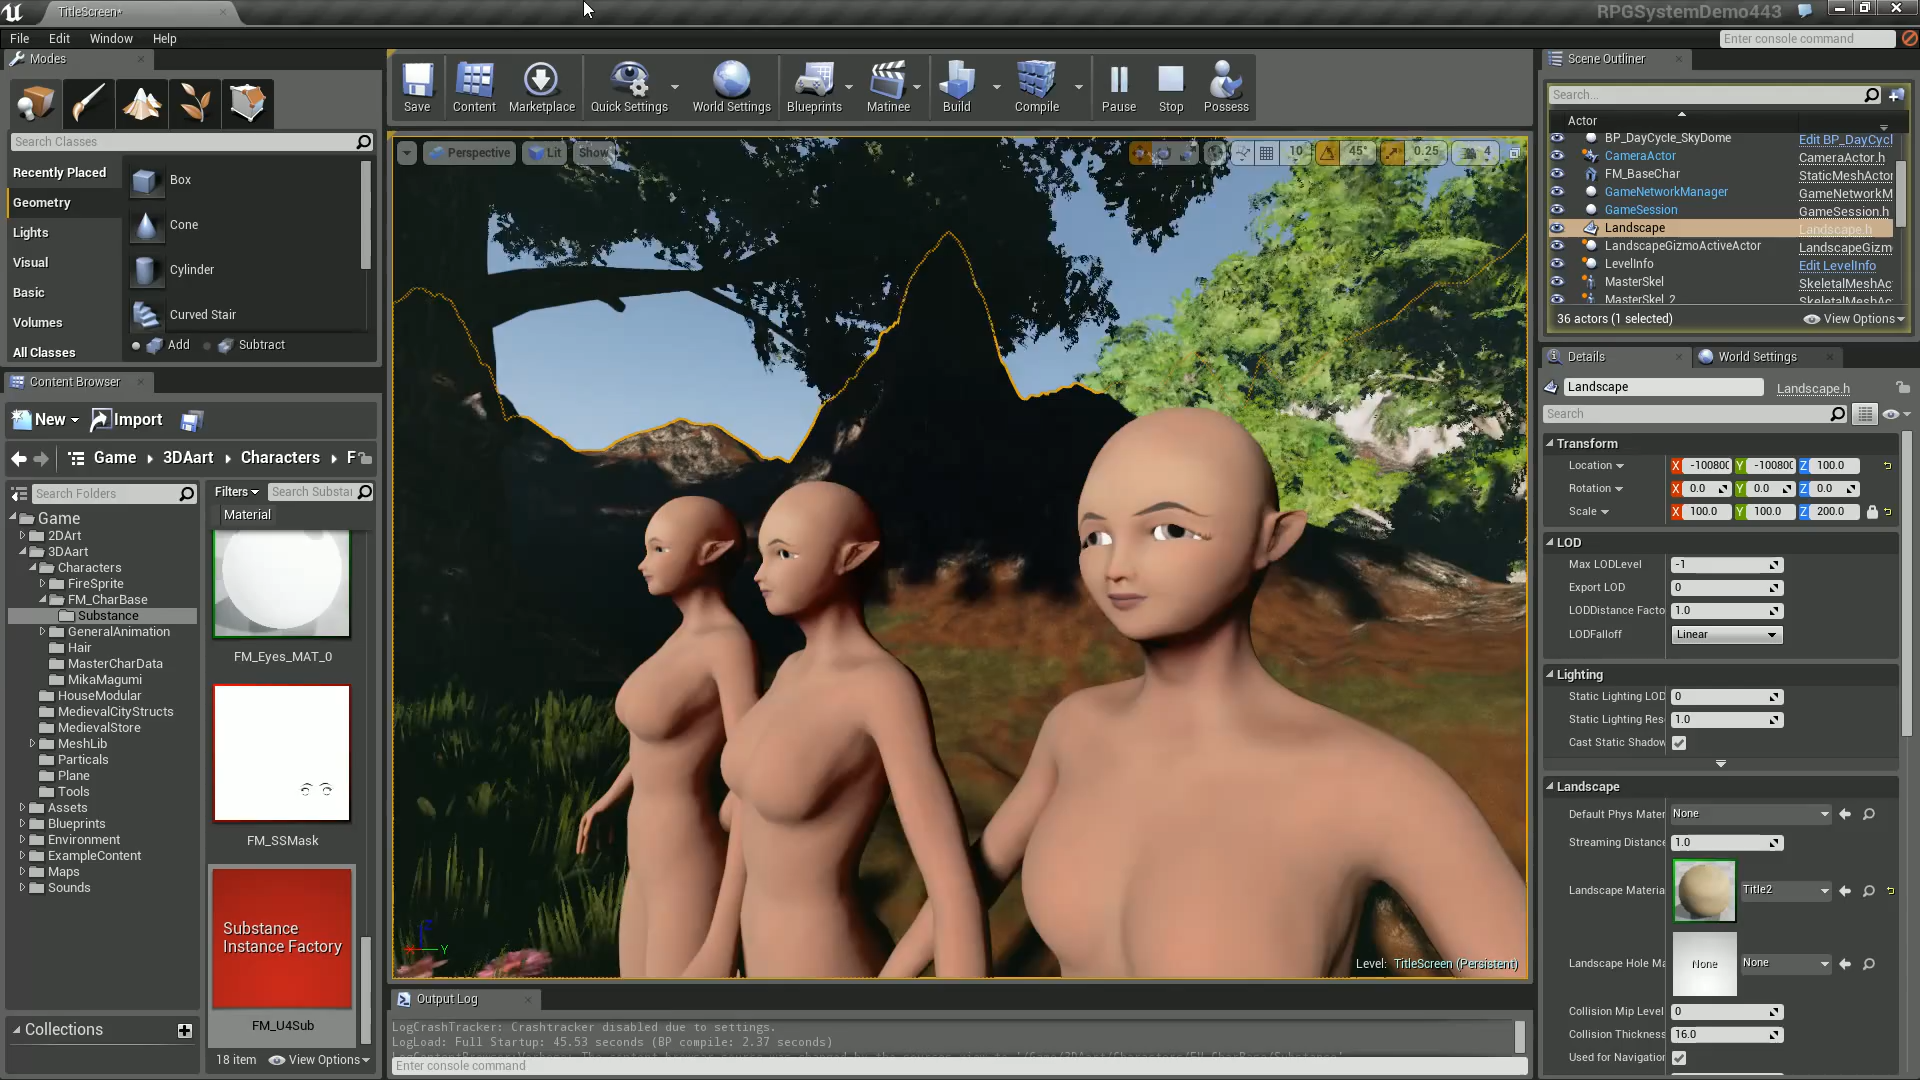 TitleScreen*
RPGSystemDemo443
File Edit Window Help
Enter console command
Modes
Search Classes
Recently Placed
Geometry
Lights
Visual
Basic
Volumes
All Classes
Box
Cone
Cylinder
Curved Stair
Add Subtract
Content Browser
New Import
Game 3DAart Characters F
Search Folders
Game
2DArt
3DAart
Characters
FireSprite
FM_CharBase
Substance
GeneralAnimation
Hair
MasterCharData
MikaMagumi
HouseModular
MedievalCityStructs
MedievalStore
MeshLib
Particals
Plane
Tools
Assets
Blueprints
Environment
ExampleContent
Maps
Sounds
Collections
Filters Search Substan
Material
FM_Eyes_MAT_0
FM_SSMask
Substance
Instance Factory
FM_U4Sub
18 item View Options
Save Content Marketplace Quick Settings World Settings Blueprints Matinee Build Compile Pause Stop Possess
Perspective Lit Show
10 45° 0.25 4
Level: TitleScreen (Persistent)
Output Log
LogCrashTracker: Crashtracker disabled due to settings.
LogLoad: Full Startup: 45.53 seconds (BP compile: 2.37 seconds)
Enter console command
Scene Outliner
Search...
Actor
BP_DayCycle_SkyDome Edit BP_DayCycl
CameraActor CameraActor.h
FM_BaseChar StaticMeshActor
GameNetworkManager GameNetworkM
GameSession GameSession.h
Landscape Landscape.h
LandscapeGizmoActiveActor LandscapeGizm
LevelInfo Edit LevelInfo
MasterSkel SkeletalMeshAc
MasterSkel_2 SkeletalMeshAc
36 actors (1 selected) View Options
Details World Settings
Landscape Landscape.h
Search
Transform
Location X -100800 Y -100800 Z 100.0
Rotation X 0.0 Y 0.0 Z 0.0
Scale X 100.0 Y 100.0 Z 200.0
LOD
Max LODLevel -1
Export LOD 0
LODDistance Facto 1.0
LODFalloff Linear
Lighting
Static Lighting LOD 0
Static Lighting Res 1.0
Cast Static Shadow
Landscape
Default Phys Mater None
Streaming Distance 1.0
Landscape Materia Title2
Landscape Hole Ma None None
Collision Mip Level 0
Collision Thickness 16.0
Used for Navigation
X Y